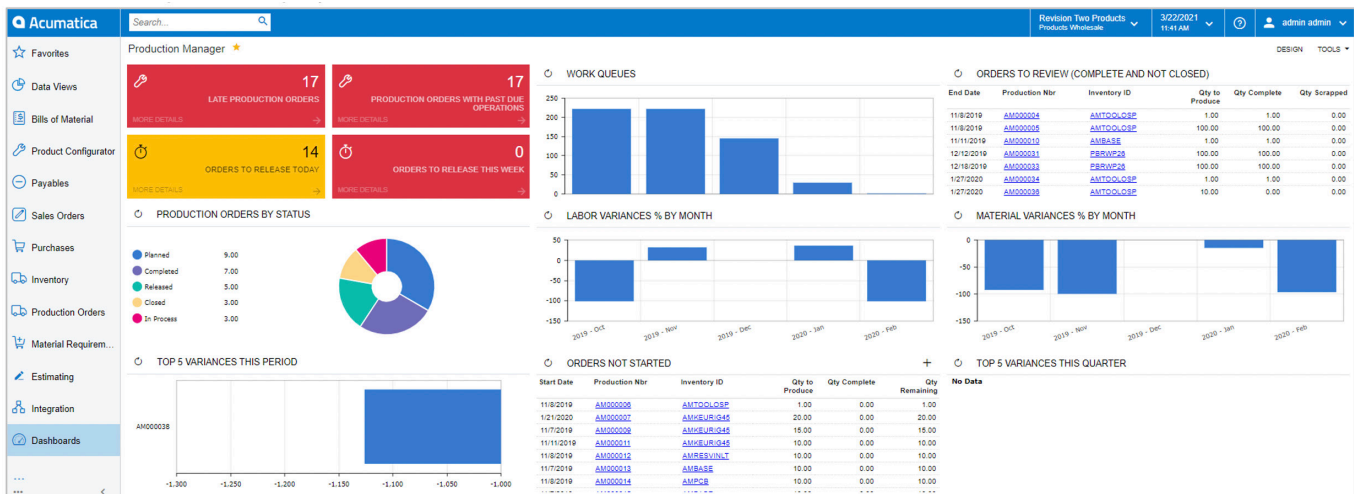 Acumatica
Search...
Revision Two Products
Products Wholesale
3/22/2021
11:41 AM
admin admin
Favorites
Data Views
Bills of Material
Product Configurator
Payables
Sales Orders
Purchases
Inventory
Production Orders
Material Requirem...
Estimating
Integration
Dashboards
...
Production Manager
DESIGN TOOLS
17
LATE PRODUCTION ORDERS
MORE DETAILS
17
PRODUCTION ORDERS WITH PAST DUE
OPERATIONS
MORE DETAILS
14
ORDERS TO RELEASE TODAY
MORE DETAILS
0
ORDERS TO RELEASE THIS WEEK
MORE DETAILS
WORK QUEUES
250
200
150
100
50
0
ORDERS TO REVIEW (COMPLETE AND NOT CLOSED)
End Date Production Nbr Inventory ID Qty to Produce Qty Complete Qty Scrapped
11/8/2019 AM000004 AMTOOLOSP 1.00 1.00 0.00
11/8/2019 AM000005 AMTOOLOSP 100.00 100.00 0.00
11/11/2019 AM000010 AMBASE 1.00 1.00 0.00
12/12/2019 AM000031 PBRWP26 100.00 100.00 0.00
12/18/2019 AM000033 PBRWP26 100.00 100.00 0.00
1/27/2020 AM000034 AMTOOLOSP 1.00 1.00 0.00
1/27/2020 AM000036 AMTOOLOSP 10.00 0.00 0.00
PRODUCTION ORDERS BY STATUS
Planned 9.00
Completed 7.00
Released 5.00
Closed 3.00
In Process 3.00
LABOR VARIANCES % BY MONTH
50
0
-50
-100
-150
2019 - Oct 2019 - Nov 2019 - Dec 2020 - Jan 2020 - Feb
MATERIAL VARIANCES % BY MONTH
0
-50
-100
-150
2019 - Oct 2019 - Nov 2019 - Dec 2020 - Jan 2020 - Feb
TOP 5 VARIANCES THIS PERIOD
AM000038
-1.300 -1.250 -1.200 -1.150 -1.100 -1.050 -1.000
ORDERS NOT STARTED
Start Date Production Nbr Inventory ID Qty to Produce Qty Complete Qty Remaining
11/8/2019 AM000006 AMTOOLOSP 1.00 0.00 1.00
1/21/2020 AM000007 AMKEURIG45 20.00 0.00 20.00
11/7/2019 AM000009 AMKEURIG45 15.00 0.00 15.00
11/11/2019 AM000011 AMKEURIG45 10.00 0.00 10.00
11/8/2019 AM000012 AMRESVINLT 10.00 0.00 10.00
11/7/2019 AM000013 AMBASE 10.00 0.00 10.00
11/8/2019 AM000014 AMPCB 10.00 0.00 10.00
TOP 5 VARIANCES THIS QUARTER
No Data